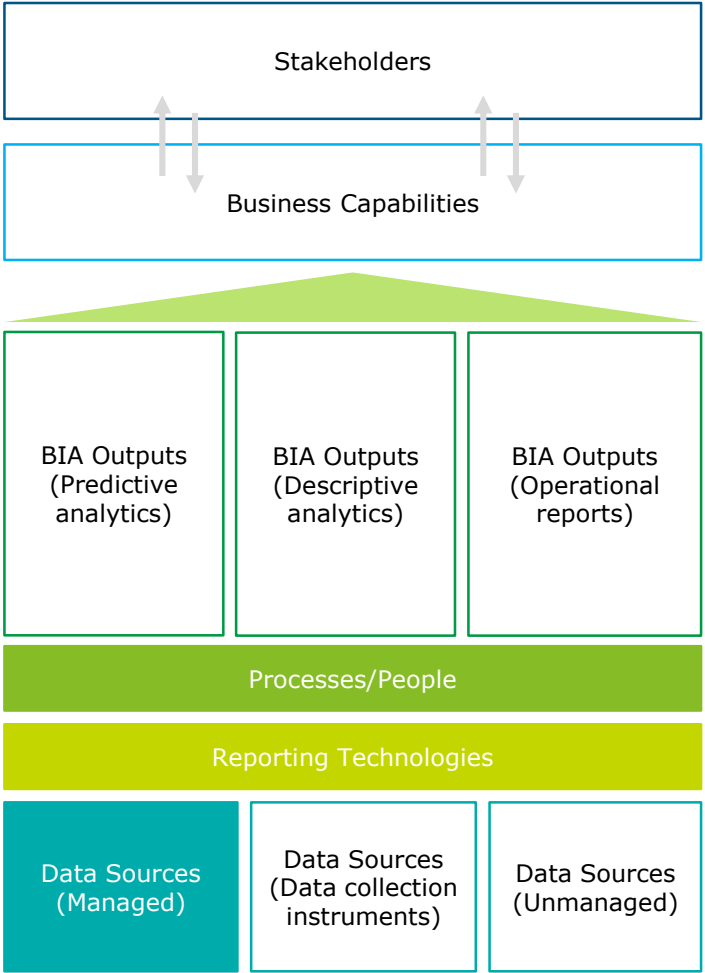 Stakeholders
Business Capabilities
BIA Outputs
(Predictive
analytics)
BIA Outputs
(Descriptive
analytics)
BIA Outputs
(Operational
reports)
Processes/People
Reporting Technologies
Data Sources
(Managed)
Data Sources
(Data collection
instruments)
Data Sources
(Unmanaged)